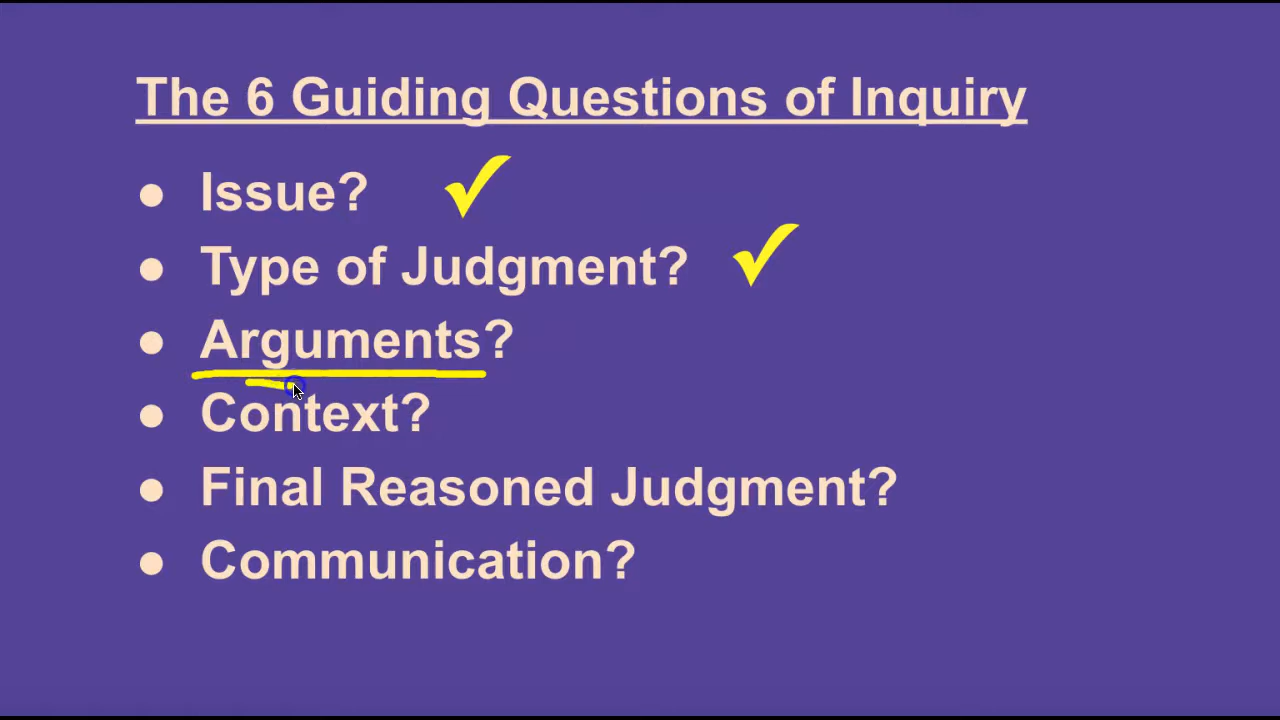 The 6 Guiding Questions of Inquiry
● Issue?
● Type of Judgment?
● Arguments?
● Context?
● Final Reasoned Judgment?
● Communication?